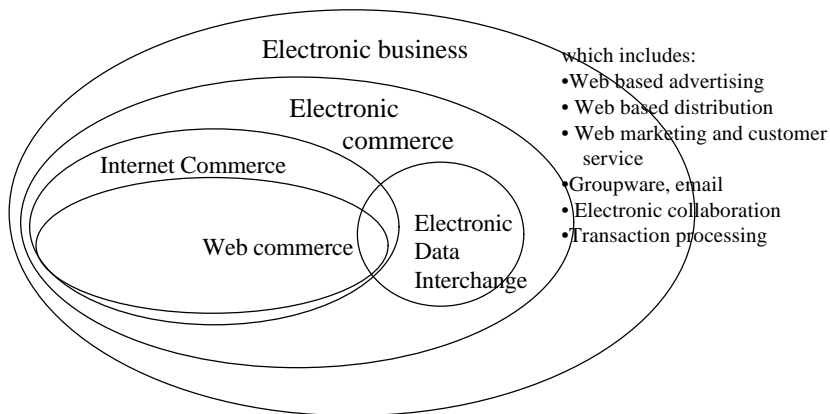 Electronic business
Electronic
commerce
Internet Commerce
Web commerce
Electronic
Data
Interchange
which includes:
•Web based advertising
• Web based distribution
• Web marketing and customer
service
•Groupware, email
• Electronic collaboration
•Transaction processing